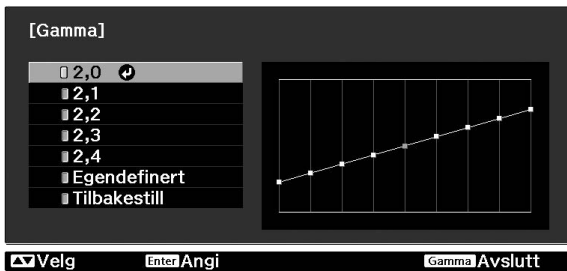 [Gamma]
2,0
2,1
2,2
2,3
2,4
Egendefinert
Tilbakestill
Velg Enter Angi Gamma Avslutt